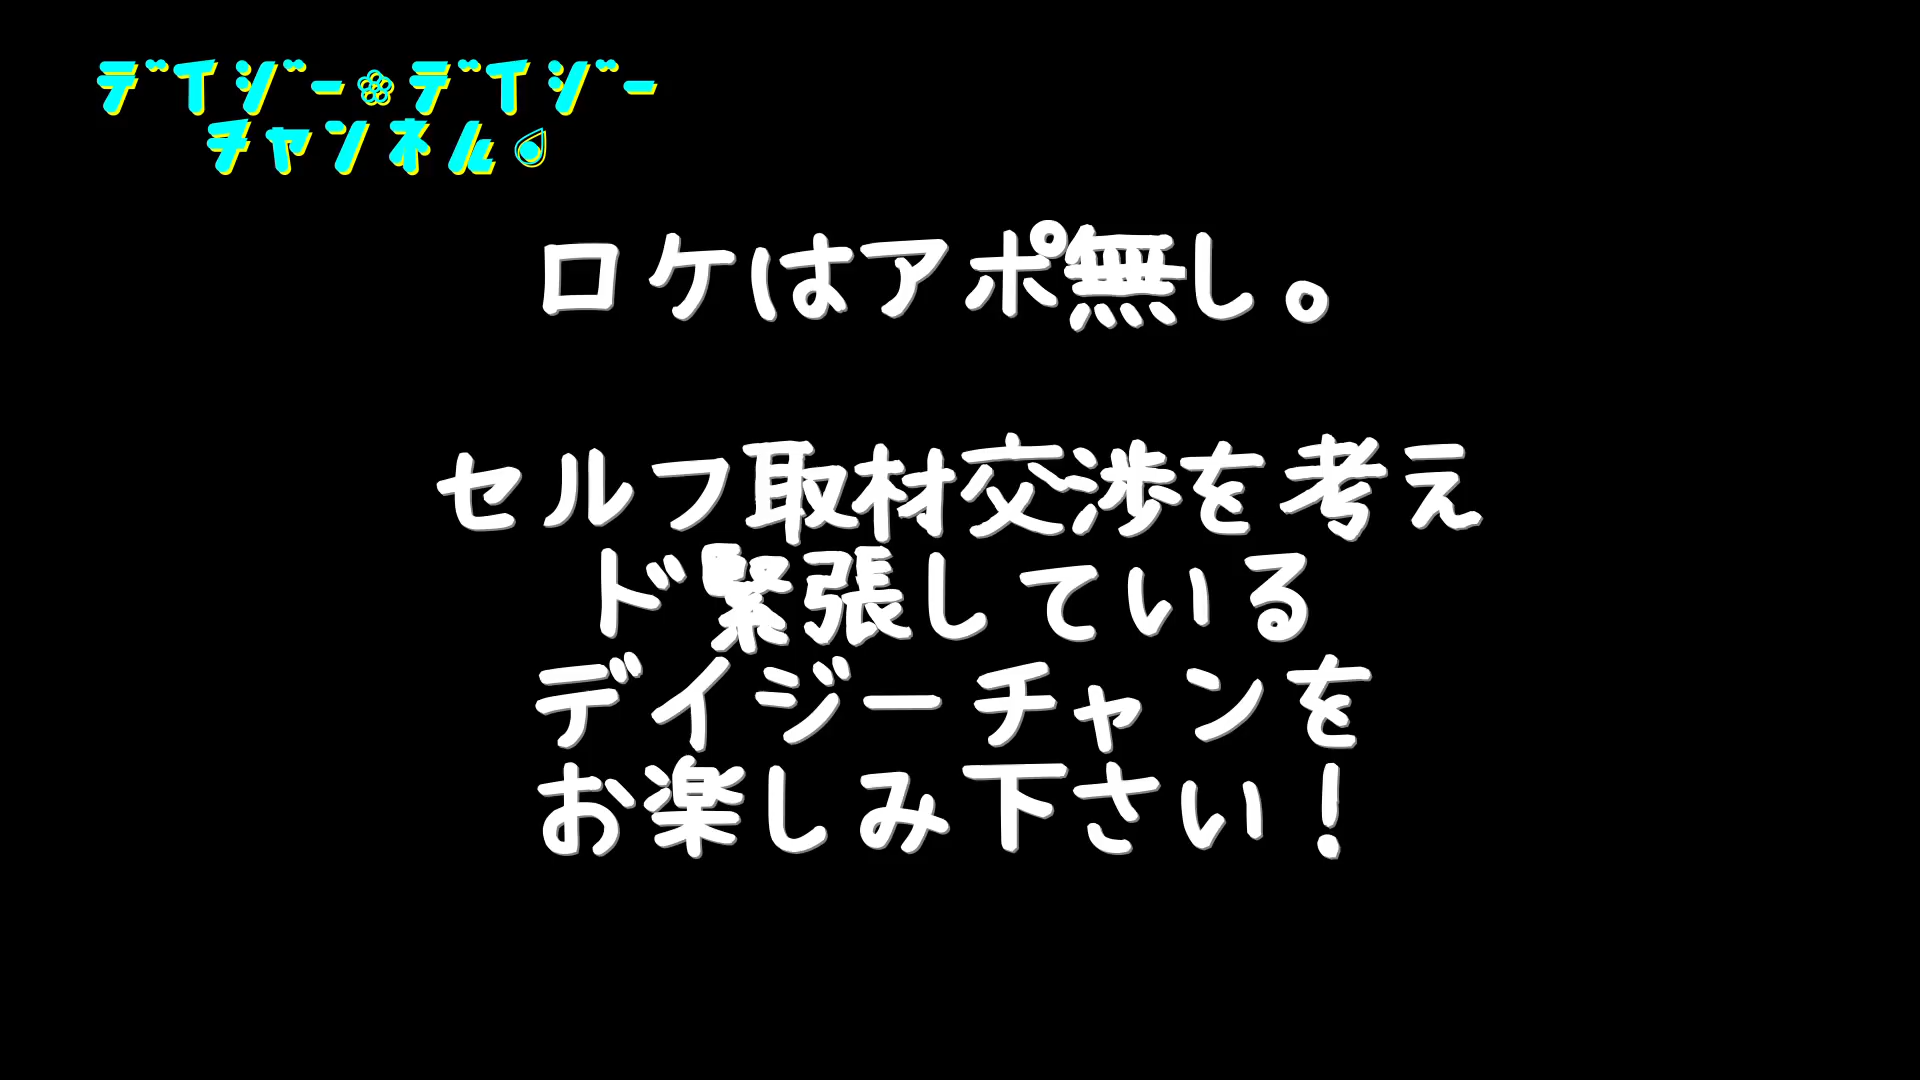 デイジー❀デイジー
チャンネル
ロケはアポ無し。
セルフ取材交渉を考え
ド緊張している
デイジーチャンを
お楽しみ下さい！